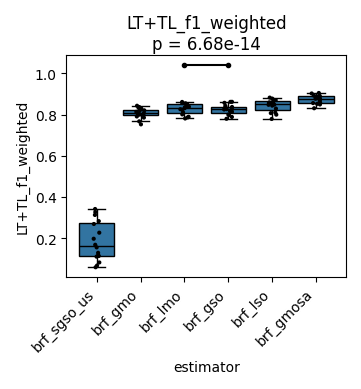 LT+TL_f1_weighted
p = 6.68e-14
LT+TL_f1_weighted
1.0
0.8
0.6
0.4
0.2
brf_sgso_us
brf_gmo
brf_lmo
brf_gso
brf_lso
brf_gmosa
estimator